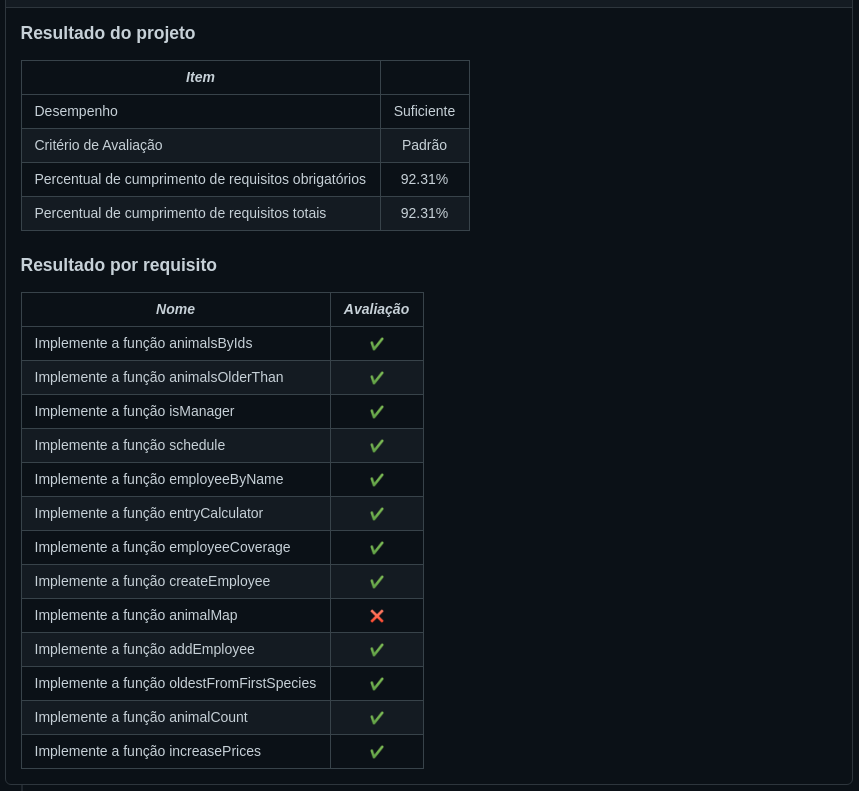 Resultado do projeto
Item
Desempenho Suficiente
Critério de Avaliação Padrão
Percentual de cumprimento de requisitos obrigatórios 92.31%
Percentual de cumprimento de requisitos totais 92.31%
Resultado por requisito
Nome Avaliação
Implemente a função animalsByIds ✔
Implemente a função animalsOlderThan ✔
Implemente a função isManager ✔
Implemente a função schedule ✔
Implemente a função employeeByName ✔
Implemente a função entryCalculator ✔
Implemente a função employeeCoverage ✔
Implemente a função createEmployee ✔
Implemente a função animalMap ❌
Implemente a função addEmployee ✔
Implemente a função oldestFromFirstSpecies ✔
Implemente a função animalCount ✔
Implemente a função increasePrices ✔